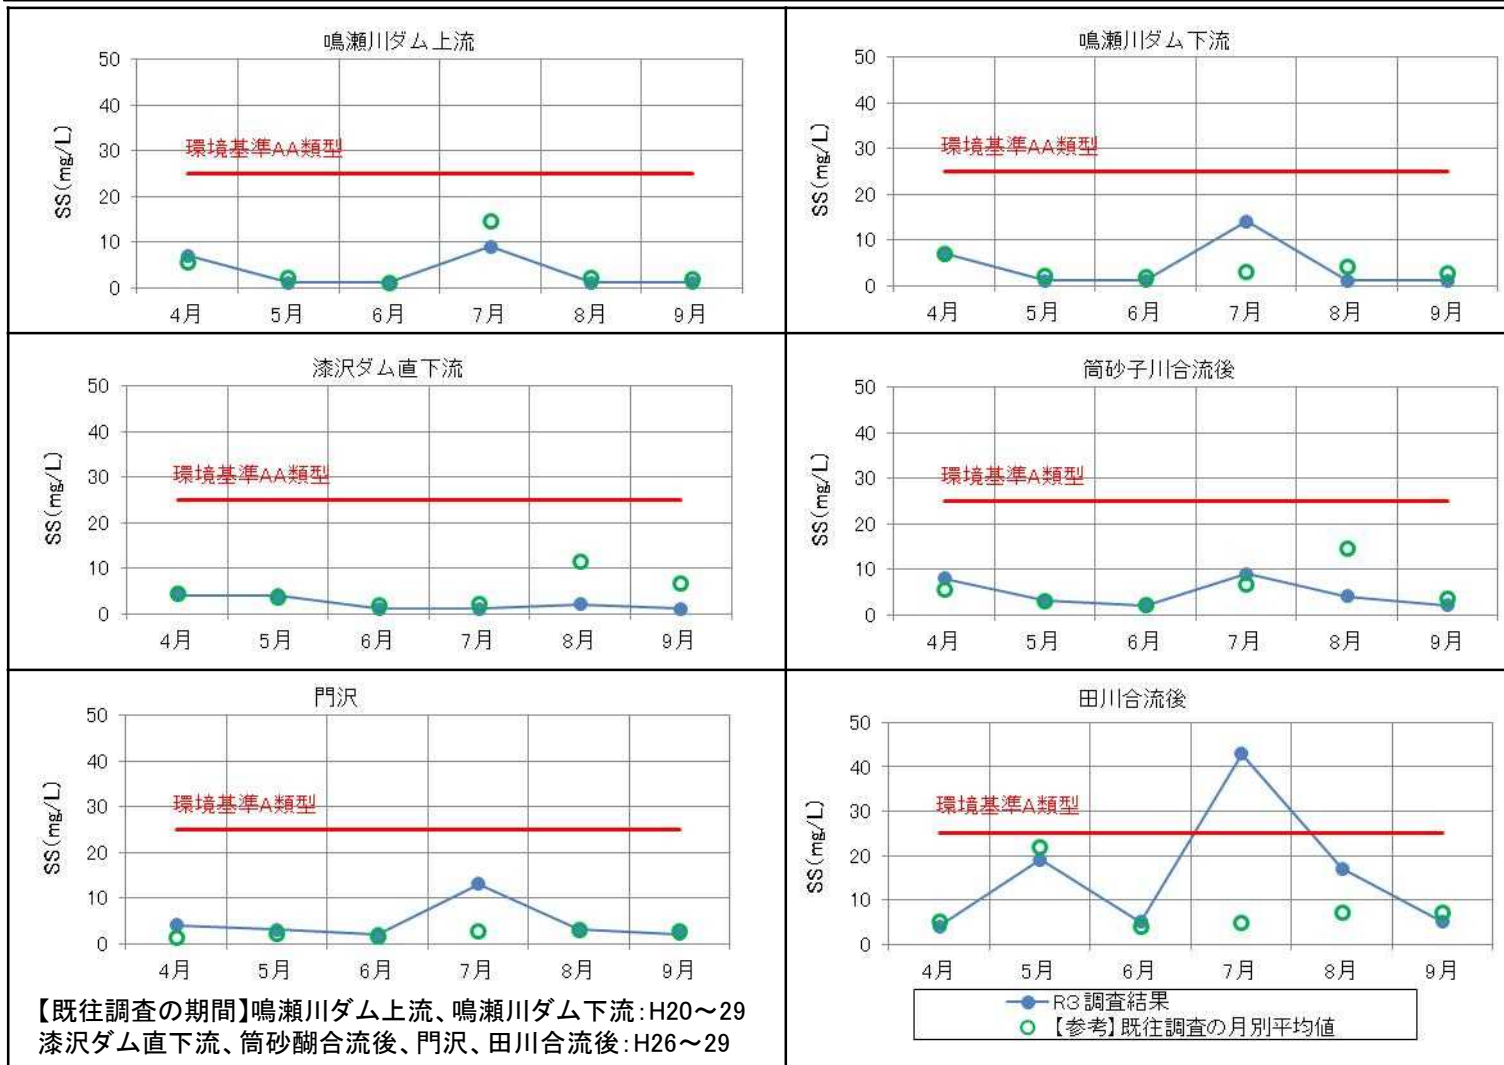 鳴瀬川ダム上流
SS(mg/L)
50
40
30
20
10
0
環境基準AA類型
4月 5月 6月 7月 8月 9月
鳴瀬川ダム下流
SS(mg/L)
50
40
30
20
10
0
環境基準AA類型
4月 5月 6月 7月 8月 9月
漆沢ダム直下流
SS(mg/L)
50
40
30
20
10
0
環境基準AA類型
4月 5月 6月 7月 8月 9月
筒砂子川合流後
SS(mg/L)
50
40
30
20
10
0
環境基準A類型
4月 5月 6月 7月 8月 9月
門沢
SS(mg/L)
50
40
30
20
10
0
環境基準A類型
4月 5月 6月 7月 8月 9月
【既往調査の期間】鳴瀬川ダム上流、鳴瀬川ダム下流:H20～29
漆沢ダム直下流、筒砂醐合流後、門沢、田川合流後:H26～29
田川合流後
SS(mg/L)
50
40
30
20
10
0
環境基準A類型
4月 5月 6月 7月 8月 9月
R3調査結果
【参考】既往調査の月別平均値